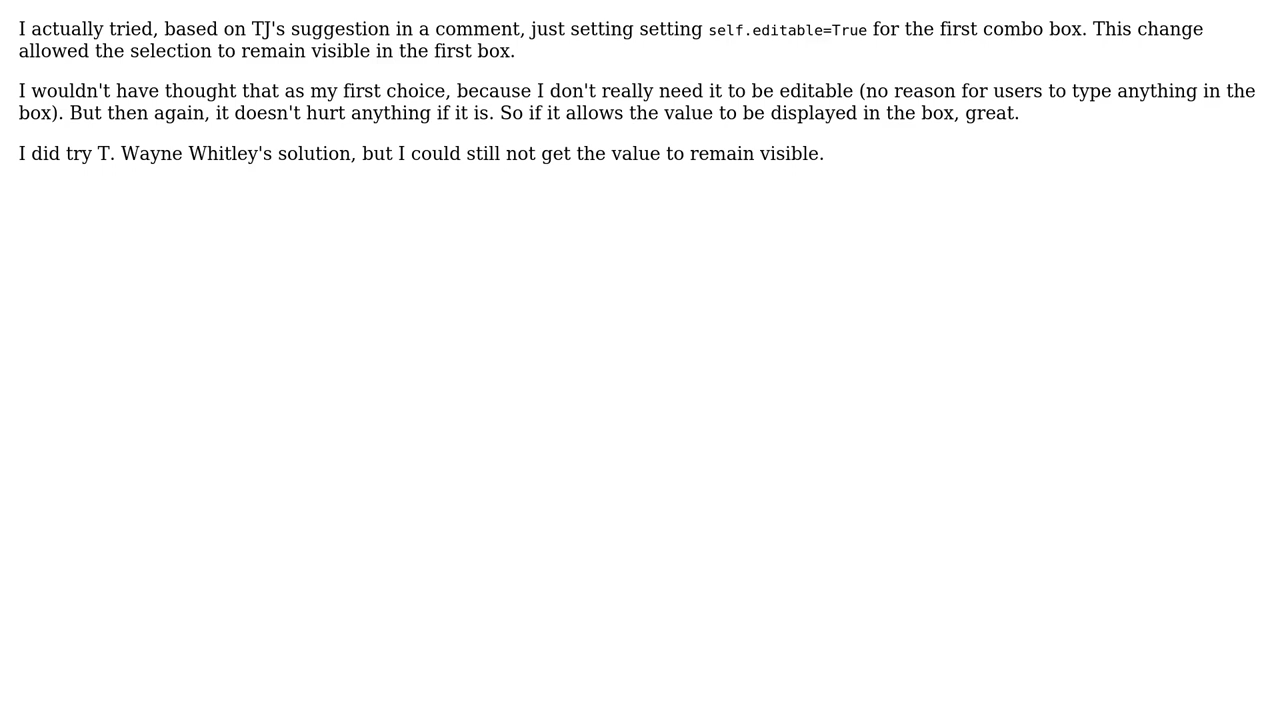 I actually tried, based on TJ's suggestion in a comment, just setting setting self.editable=True for the first combo box. This change
allowed the selection to remain visible in the first box.
I wouldn't have thought that as my first choice, because I don't really need it to be editable (no reason for users to type anything in the
box). But then again, it doesn't hurt anything if it is. So if it allows the value to be displayed in the box, great.
I did try T. Wayne Whitley's solution, but I could still not get the value to remain visible.